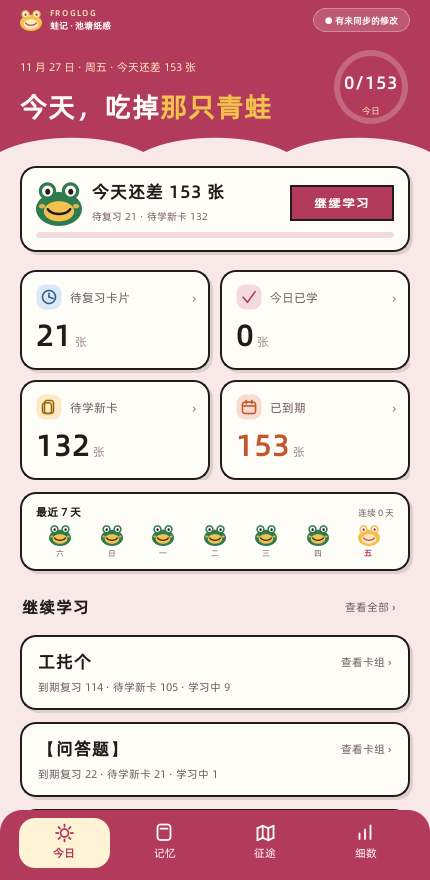 FROGLOG
蛙记·池塘纸感
有未同步的修改
11 月 27 日 · 周五 · 今天还差 153 张
今天，吃掉那只青蛙
0/153
今日
今天还差 153 张
待复习 21 · 待学新卡 132
继续学习
待复习卡片
21 张
今日已学
0 张
待学新卡
132 张
已到期
153 张
最近 7 天
连续 0 天
六 日 一 二 三 四 五
继续学习
查看全部 ›
工扥个
查看卡组 ›
到期复习 114 · 待学新卡 105 · 学习中 9
【问答题】
查看卡组 ›
到期复习 22 · 待学新卡 21 · 学习中 1
今日
记忆
征途
细数